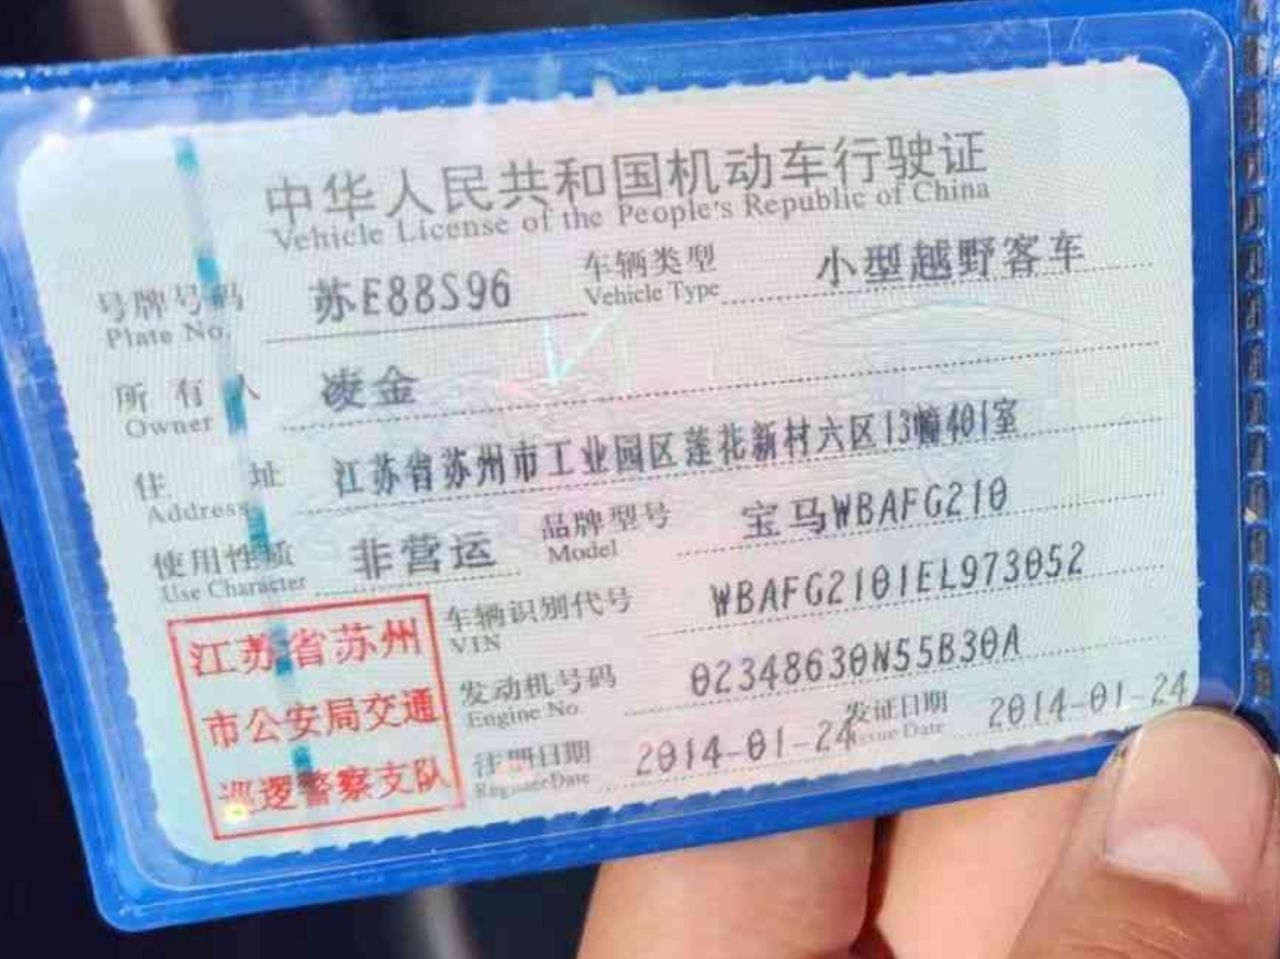 中华人民共和国机动车行驶证
Vehicle License of the People's Republic of China
号牌号码 苏E88S96 车辆类型 小型越野客车
Plate No. Vehicle Type
所有人 凌金
Owner
住址 江苏省苏州市工业园区莲花新村六区13幢401室
Address
使用性质 非营运 品牌型号 宝马WBAFG210
Use Character Model
车辆识别代号 WBAFG2101EL973052
VIN
发动机号码 02348630N55B30A
Engine No.
注册日期 2014-01-24 发证日期 2014-01-24
Register Date Issue Date
江苏省苏州
市公安局交通
巡逻警察支队